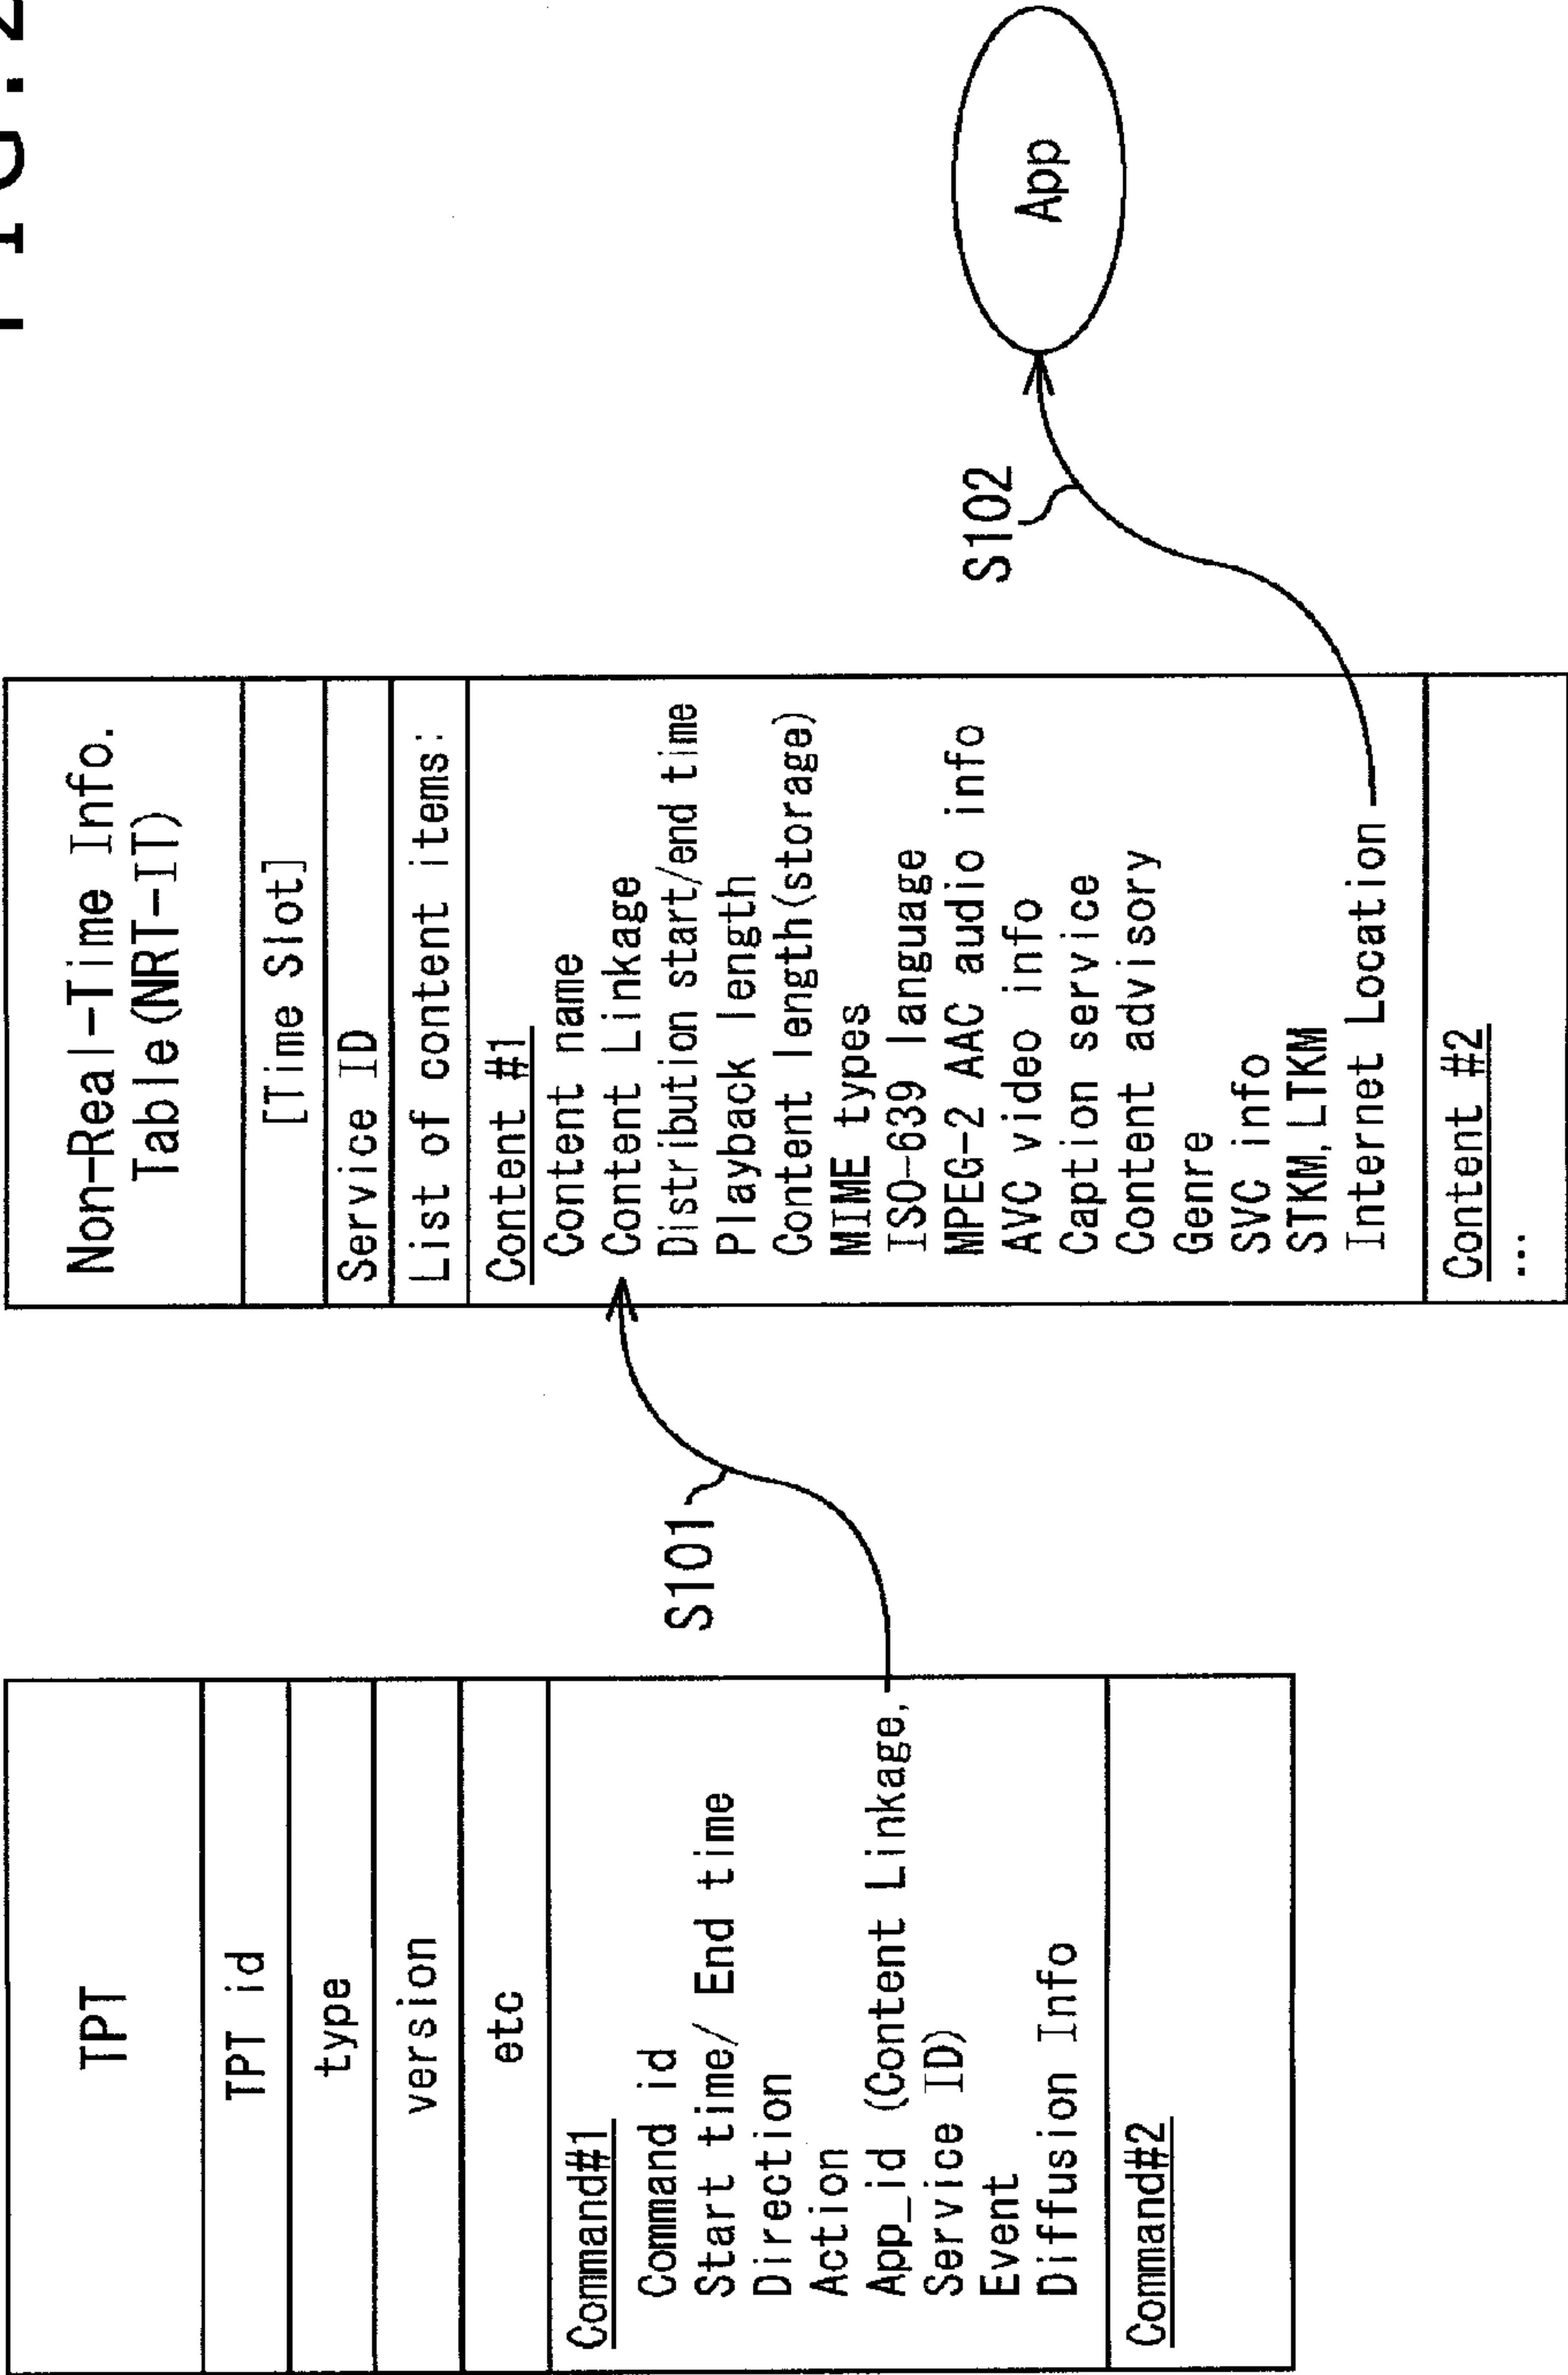 TPT
TPT id
type
version
etc
Command#1
Command id
Start time/ End time
Direction
Action
App_id (Content Linkage,
Service ID)
Event
Diffusion Info
Command#2
S101
Non-Real-Time Info.
Table(NRT-IT)
[Time Slot]
Service ID
List of content items:
Content #1
Content name
Content Linkage
Distribution start/end time
Playback length
Content length(storage)
MIME types
ISO-639 language
MPEG-2 AAC audio info
AVC video info
Caption service
Content advisory
Genre
SVC info
STKM,LTKM
Internet Location
Content #2
...
S102
App